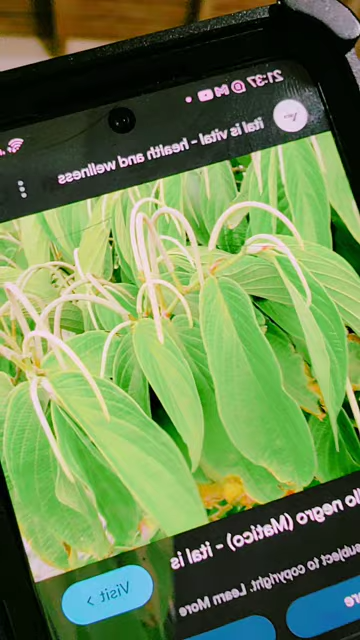 21:37
ital is vital - health and wellness
llo negro (Matico) - ital is
subject to copyright. Learn More
Visit >